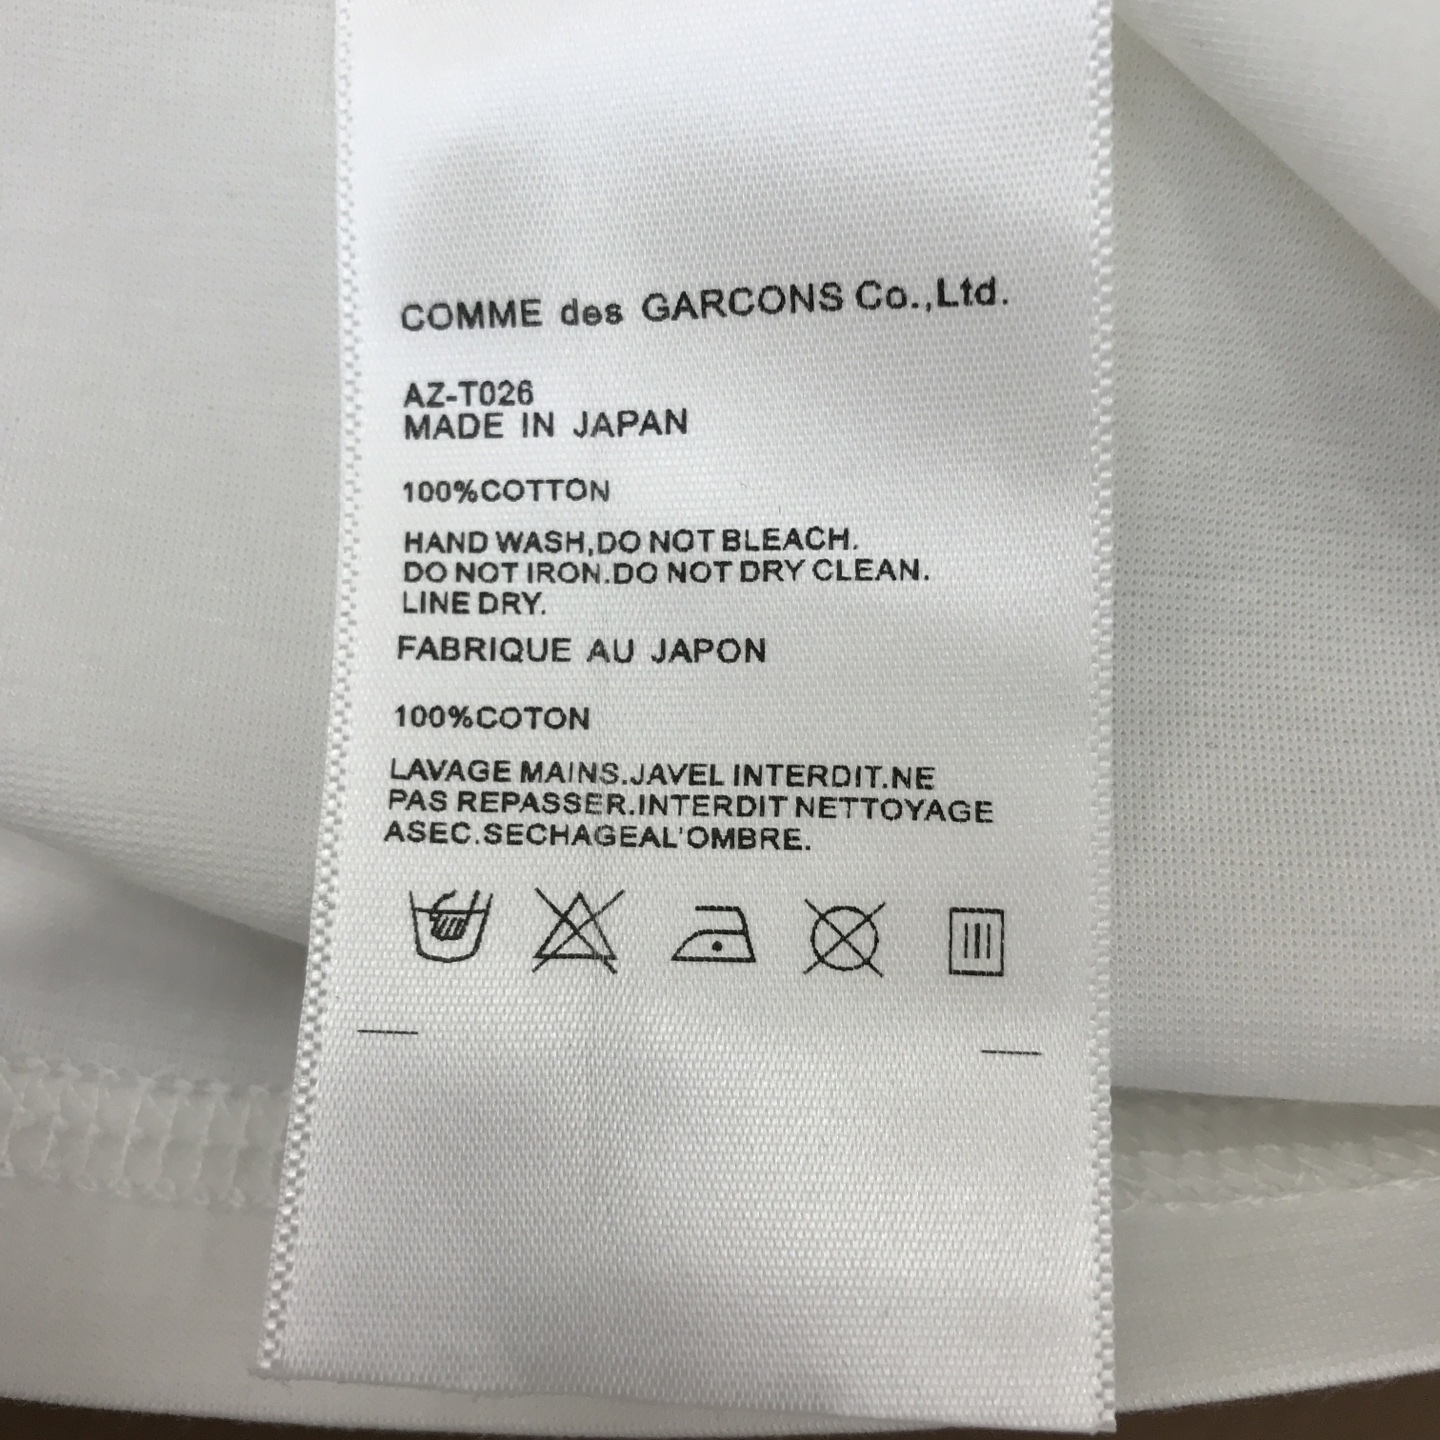 COMME des GARCONS Co.,Ltd.
AZ-T026
MADE IN JAPAN
100%COTTON
HAND WASH,DO NOT BLEACH.
DO NOT IRON.DO NOT DRY CLEAN.
LINE DRY.
FABRIQUE AU JAPON
100%COTON
LAVAGE MAINS.JAVEL INTERDIT.NE
PAS REPASSER.INTERDIT NETTOYAGE
ASEC.SECHAGEAL'OMBRE.